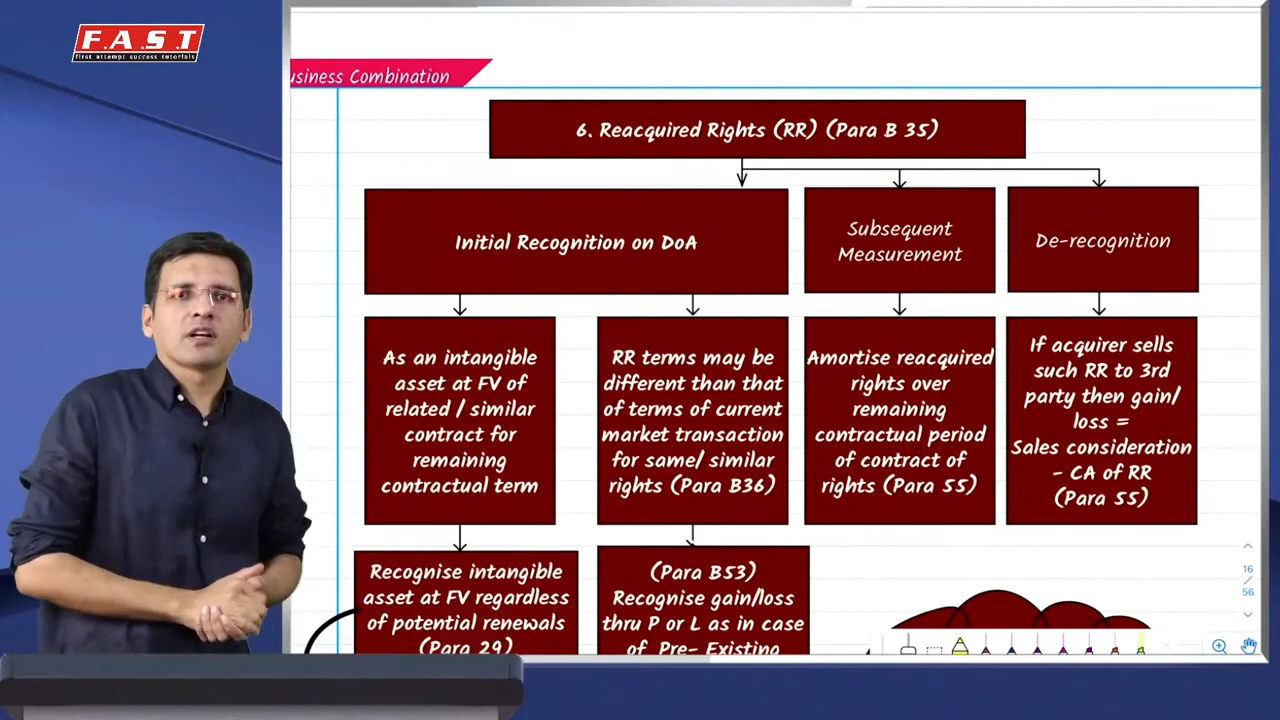 F.A.S.T
first attempt success tutorials
usiness Combination
6. Reacquired Rights (RR) (Para B 35)
Initial Recognition on DoA
Subsequent
Measurement
De-recognition
As an intangible
asset at FV of
related / similar
contract for
remaining
contractual term
RR terms may be
different than that
of terms of current
market transaction
for same/ similar
rights (Para B36)
Amortise reacquired
rights over
remaining
contractual period
of contract of
rights (Para 55)
If acquirer sells
such RR to 3rd
party then gain/
loss =
Sales consideration
- CA of RR
(Para 55)
Recognise intangible
asset at FV regardless
of potential renewals
(Para 29)
(Para B53)
Recognise gain/loss
thru P or L as in case
of Pre- Existing
16
/
56